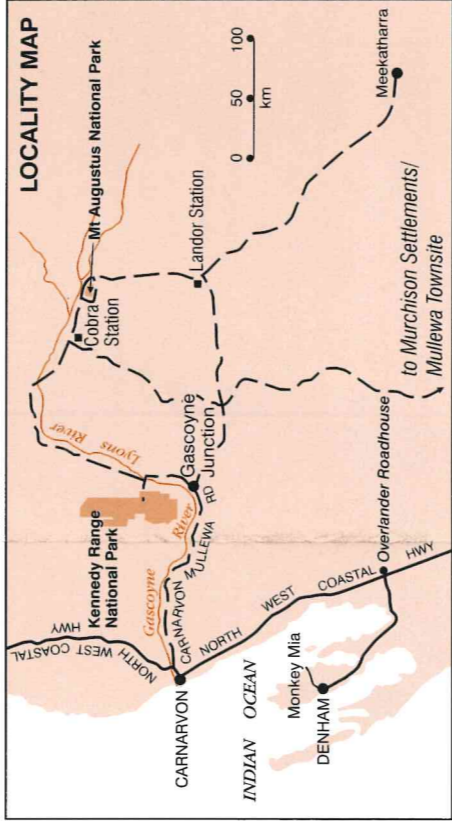 LOCALITY MAP
Mt Augustus National Park
Cobra
Station
Lyons River
Kennedy Range
National Park
NORTH WEST COASTAL
HWY
Gascoyne
River
Gascoyne
Junction
Landor Station
0 50 100
km
CARNARVON
CARNARVON MULLEWA RD
NORTH WEST COASTAL HWY
INDIAN OCEAN
Monkey Mia
DENHAM
Overlander Roadhouse
Meekatharra
to Murchison Settlements/
Mullewa Townsite